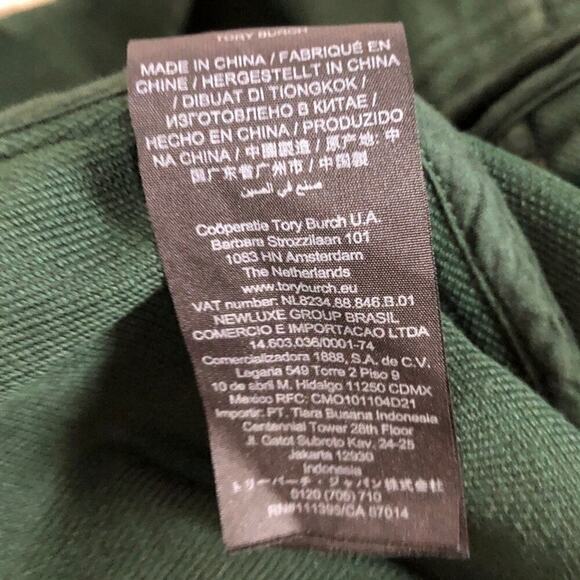 TORY BURCH
MADE IN CHINA / FABRIQUÉ EN
CHINE / HERGESTELLT IN CHINA
/ DIBUAT DI TIONGKOK /
ИЗГОТОВЛЕНО В КИТАЕ /
HECHO EN CHINA / PRODUZIDO
NA CHINA / 中國製造 / 原产地: 中
国广东省广州市 / 中国製
صنع في الصين
Coöperatie Tory Burch U.A.
Barbara Strozzilaan 101
1083 HN Amsterdam
The Netherlands
www.toryburch.eu
VAT number: NL8234.88.846.B.01
NEWLUXE GROUP BRASIL
COMERCIO E IMPORTACAO LTDA
14.603.036/0001-74
Comercializadora 1888, S.A. de C.V.
Legaria 549 Torre 2 Piso 9
10 de abril M. Hidalgo 11250 CDMX
Mexico RFC: CMO101104D21
Importir: PT. Tiara Busana Indonesia
Centennial Tower 28th Floor
Jl. Gatot Subroto Kav. 24-25
Jakarta 12930
Indonesia
トリーバーチ・ジャパン株式会社
0120 (705) 710
RN#111399/CA 57014